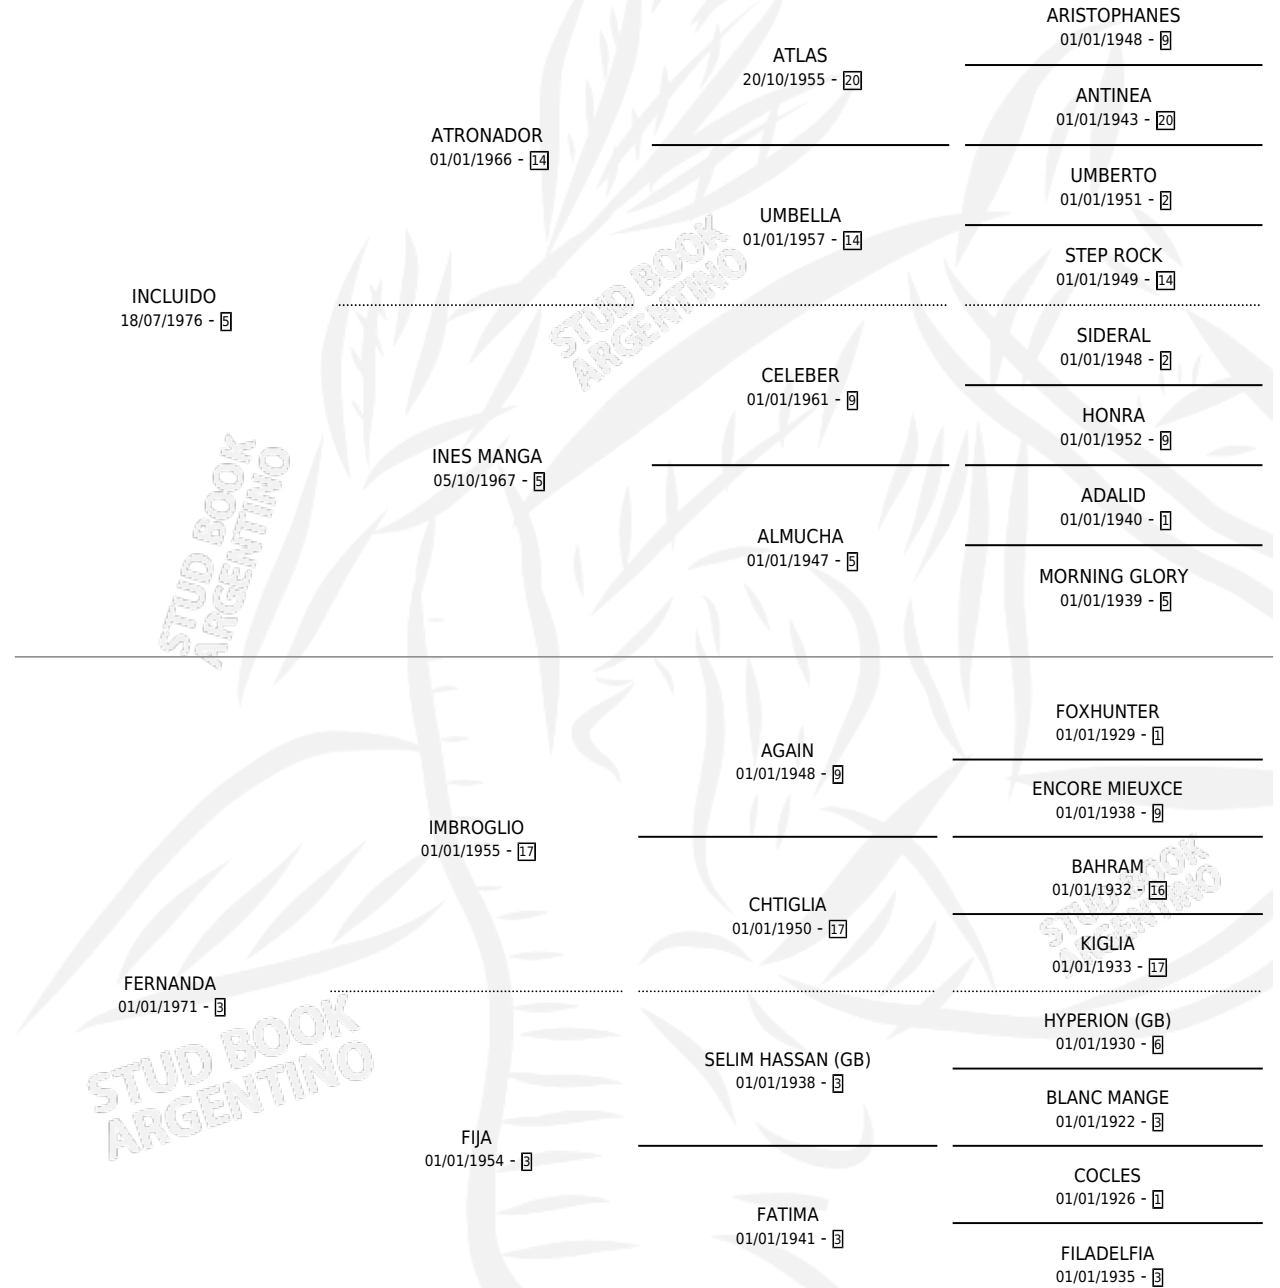 ARISTOPHANES
01/01/1948 - 9
ATLAS
20/10/1955 - 20
ANTINEA
01/01/1943 - 20
ATRONADOR
01/01/1966 - 14
UMBERTO
01/01/1951 - 2
UMBELLA
01/01/1957 - 14
STEP ROCK
01/01/1949 - 14
INCLUIDO
18/07/1976 - 5
SIDERAL
01/01/1948 - 2
CELEBER
01/01/1961 - 9
HONRA
01/01/1952 - 9
INES MANGA
05/10/1967 - 5
ADALID
01/01/1940 - 1
ALMUCHA
01/01/1947 - 5
MORNING GLORY
01/01/1939 - 5
FOXHUNTER
01/01/1929 - 1
AGAIN
01/01/1948 - 9
ENCORE MIEUXCE
01/01/1938 - 9
IMBROGLIO
01/01/1955 - 17
BAHRAM
01/01/1932 - 16
CHTIGLIA
01/01/1950 - 17
KIGLIA
01/01/1933 - 17
FERNANDA
01/01/1971 - 3
HYPERION (GB)
01/01/1930 - 6
SELIM HASSAN (GB)
01/01/1938 - 3
BLANC MANGE
01/01/1922 - 3
FIJA
01/01/1954 - 3
COCLES
01/01/1926 - 1
FATIMA
01/01/1941 - 3
FILADELFIA
01/01/1935 - 3
STUD BOOK
ARGENTINO
STUD BOOK
ARGENTINO
STUD BOOK
ARGENTINO
STUD BOOK
ARGENTINO